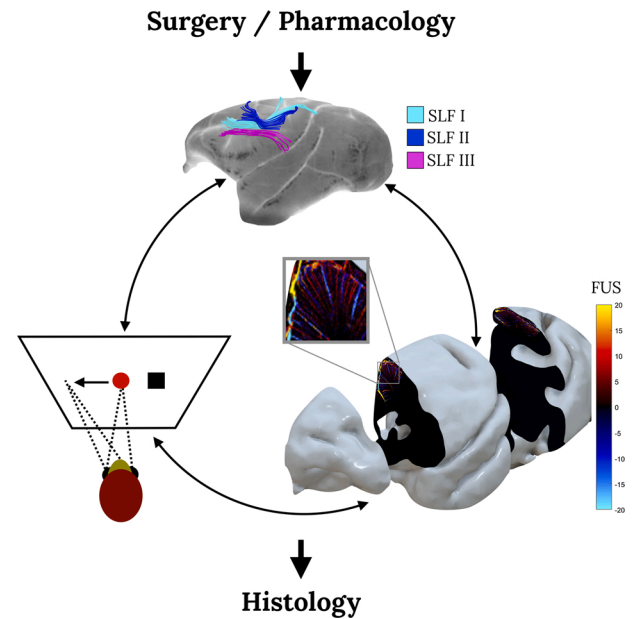 Surgery / Pharmacology
SLF I
SLF II
SLF III
FUS
20
15
10
5
0
-5
-10
-15
-20
Histology